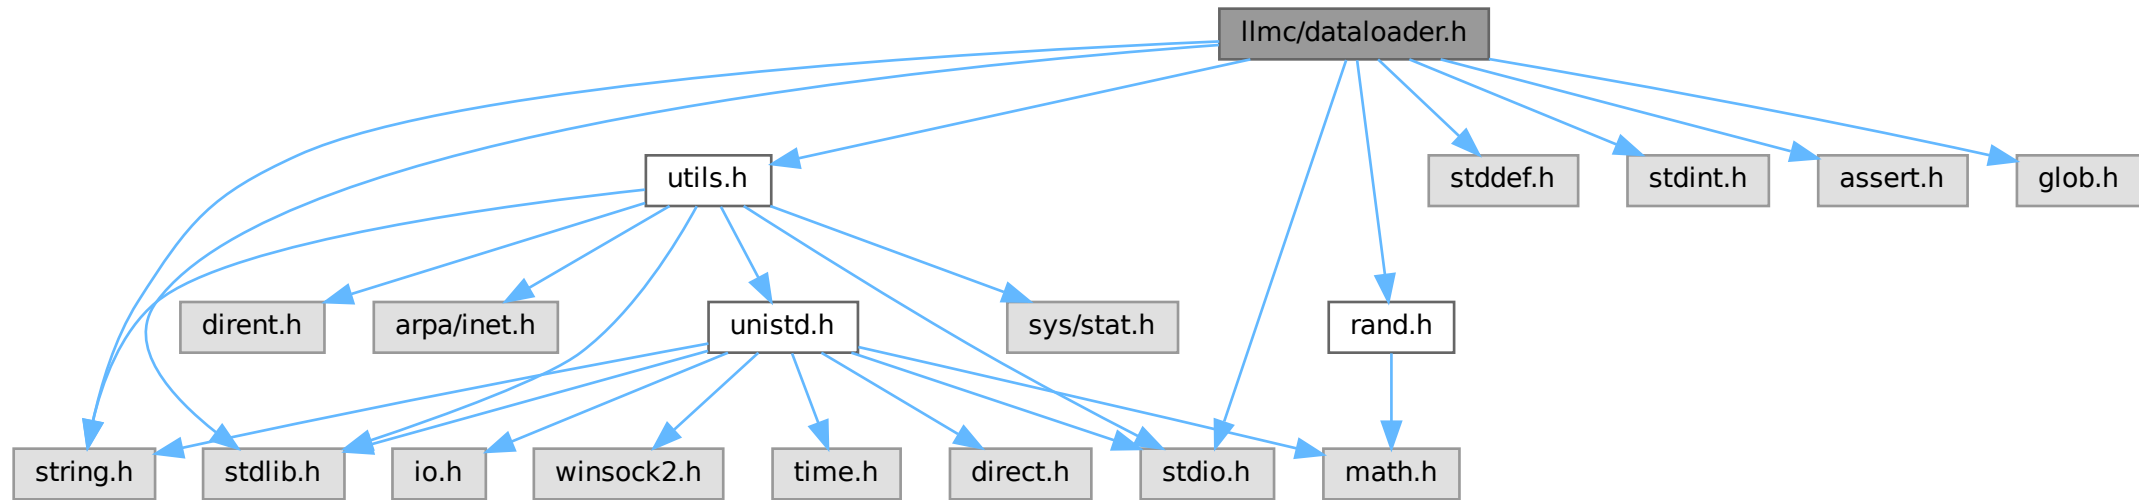 llmc/dataloader.h
utils.h
stddef.h
stdint.h
assert.h
glob.h
dirent.h
arpa/inet.h
unistd.h
sys/stat.h
rand.h
string.h
stdlib.h
io.h
winsock2.h
time.h
direct.h
stdio.h
math.h